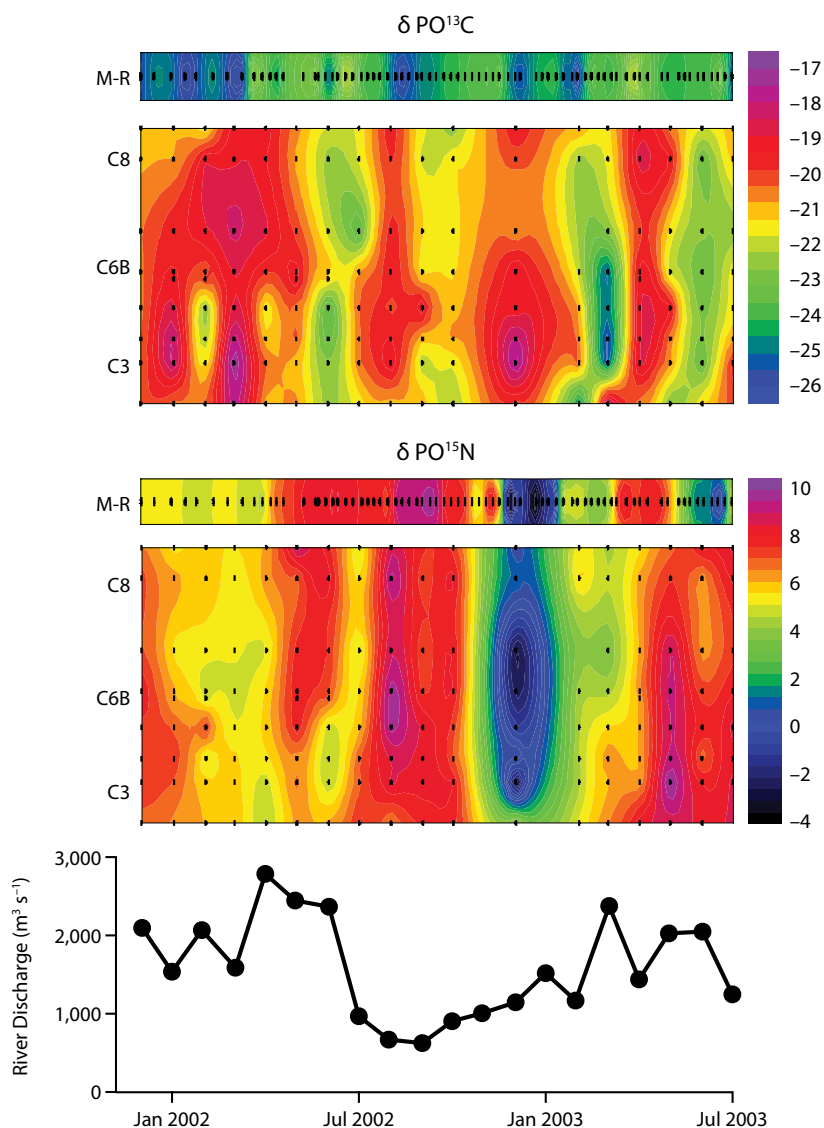 δ PO¹³C
M-R
C8
C6B
C3
–17
–18
–19
–20
–21
–22
–23
–24
–25
–26
δ PO¹⁵N
M-R
C8
C6B
C3
10
8
6
4
2
0
–2
–4
River Discharge (m³ s⁻¹)
3,000
2,000
1,000
0
Jan 2002
Jul 2002
Jan 2003
Jul 2003